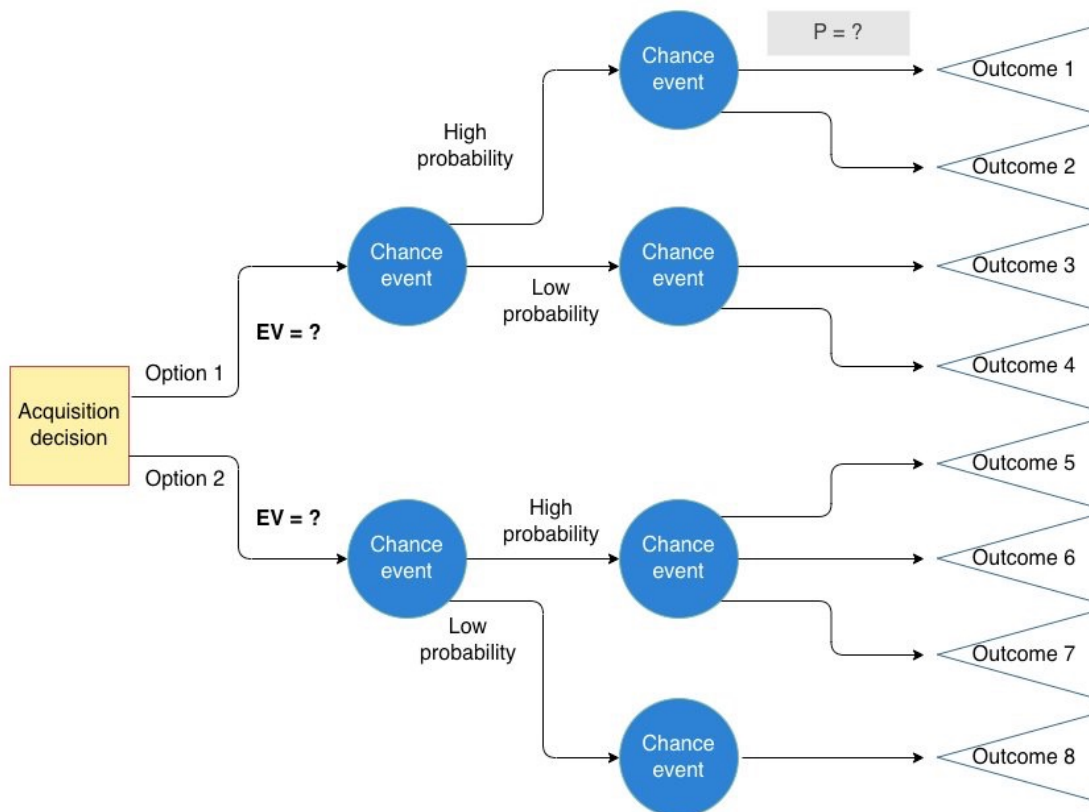 Chance
event
P = ?
Outcome 1
High
probability
Outcome 2
Chance
event
Low
probability
Chance
event
Outcome 3
EV = ?
Option 1
Outcome 4
Acquisition
decision
Option 2
EV = ?
Outcome 5
Chance
event
High
probability
Chance
event
Outcome 6
Low
probability
Outcome 7
Chance
event
Outcome 8